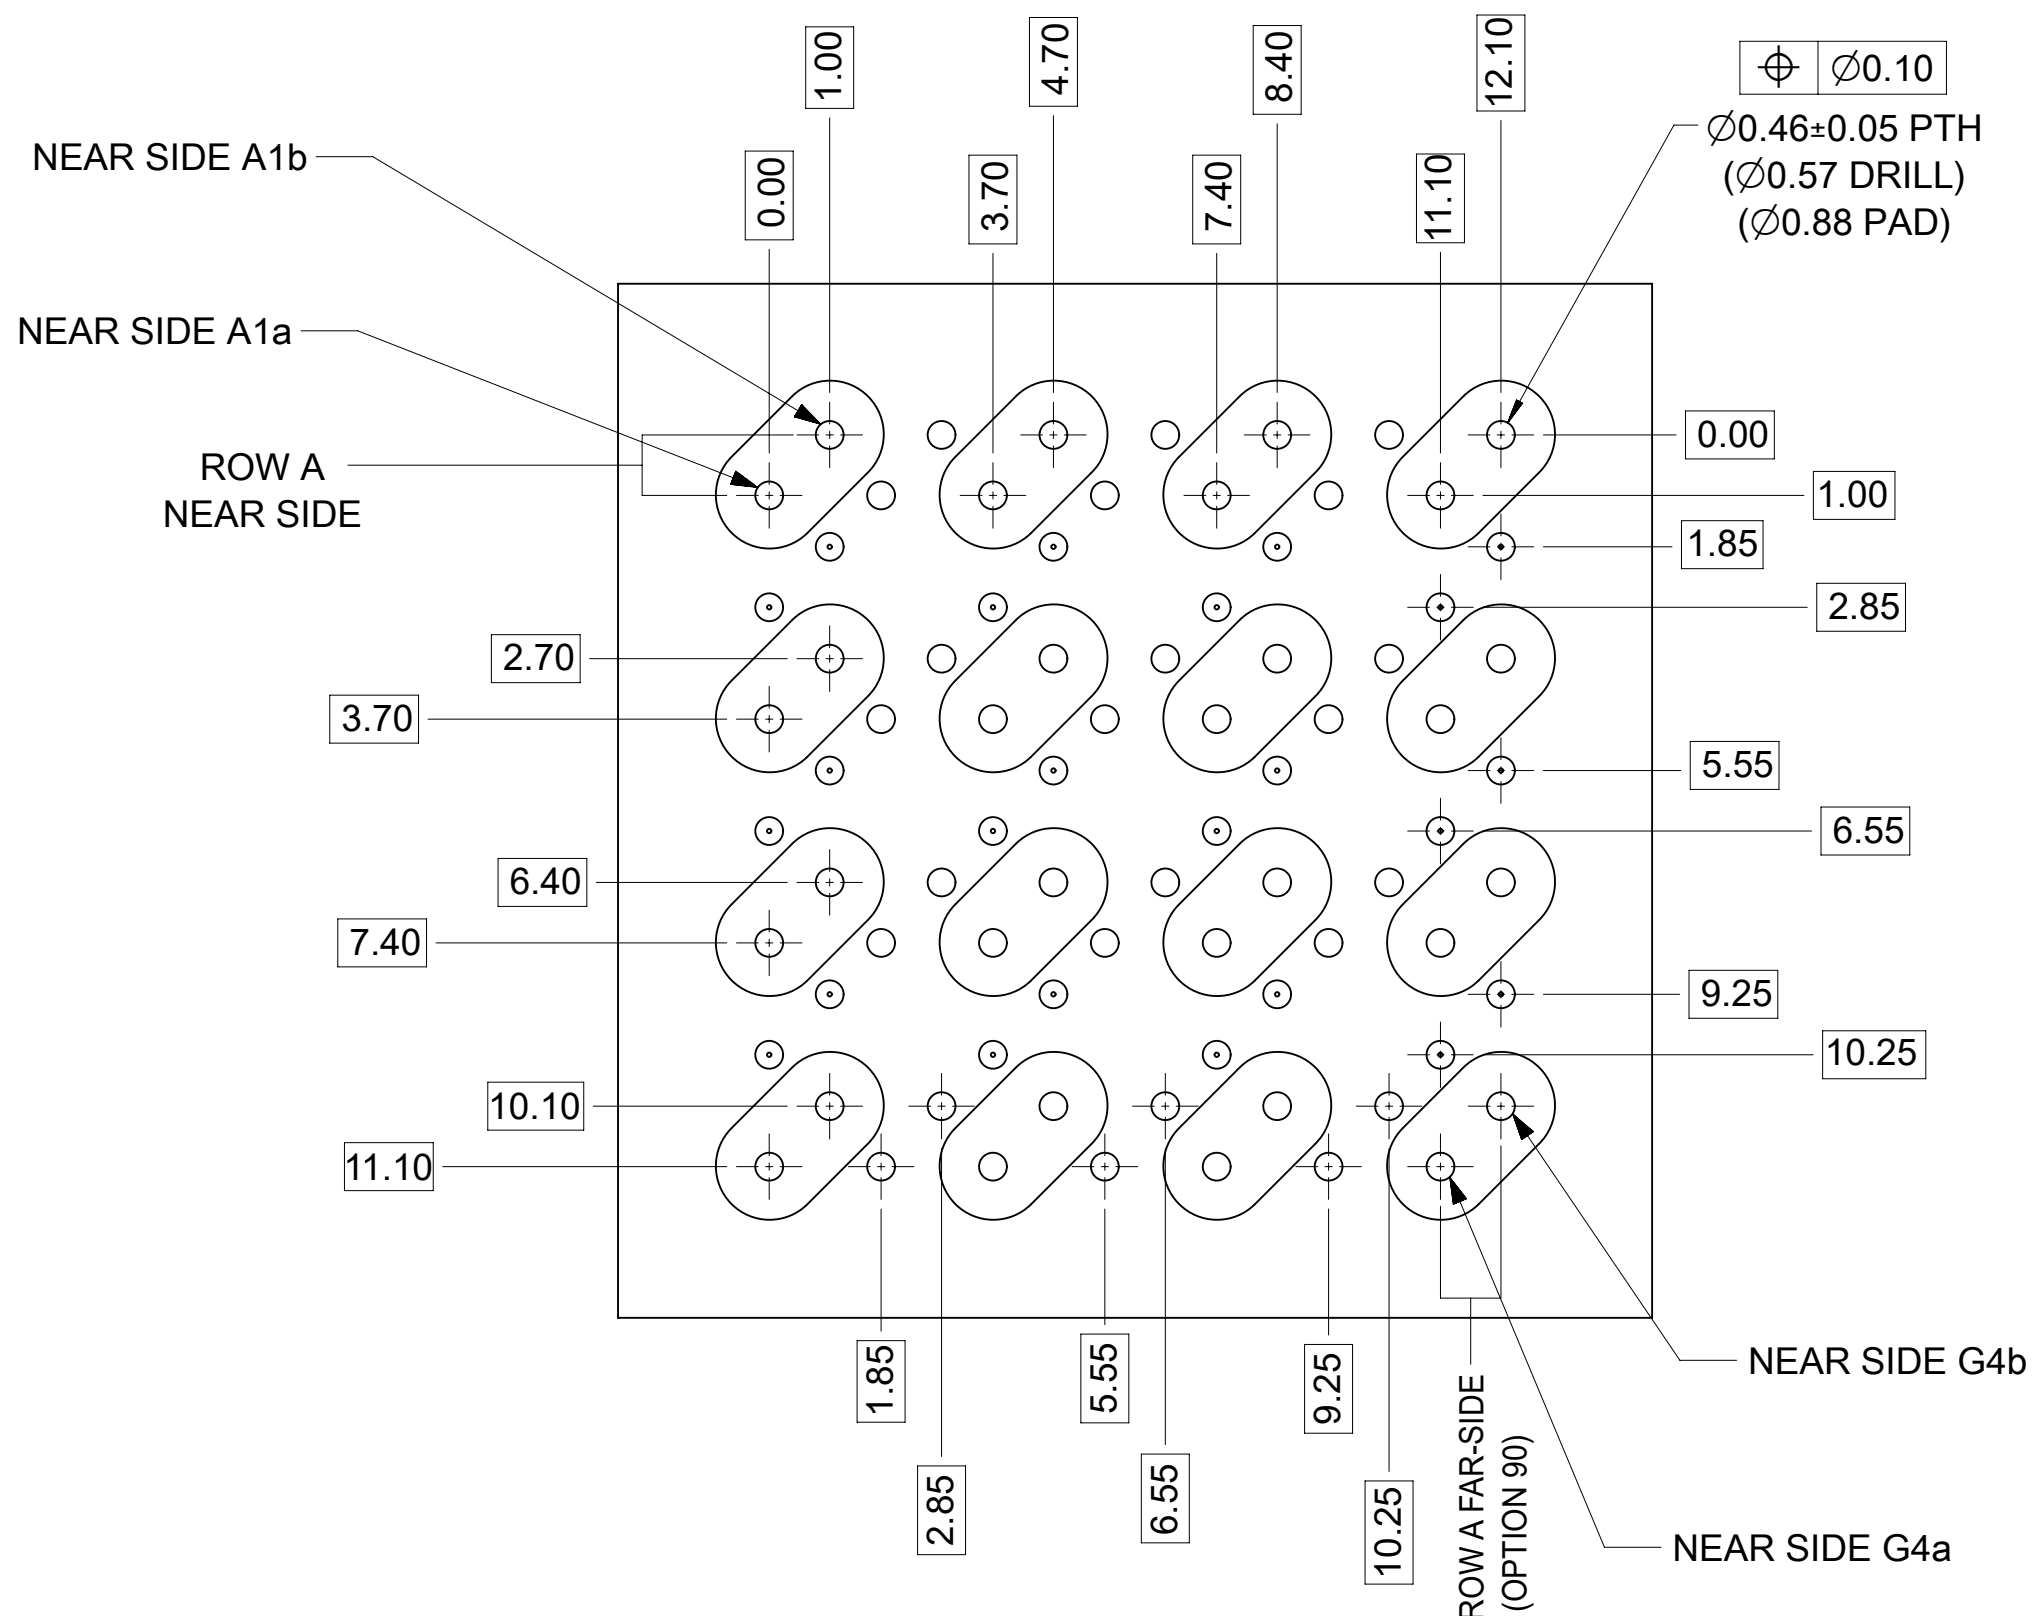 12.10
4.70
8.40
1.00
⌖ ∅0.10
∅0.46±0.05 PTH
(∅0.57 DRILL)
(∅0.88 PAD)
NEAR SIDE A1b
0.00
3.70
7.40
11.10
NEAR SIDE A1a
0.00
ROW A
NEAR SIDE
1.00
1.85
2.85
2.70
3.70
5.55
6.55
6.40
7.40
9.25
10.25
10.10
11.10
1.85
5.55
9.25
NEAR SIDE G4b
2.85
6.55
10.25
ROW A FAR-SIDE
(OPTION 90)
NEAR SIDE G4a